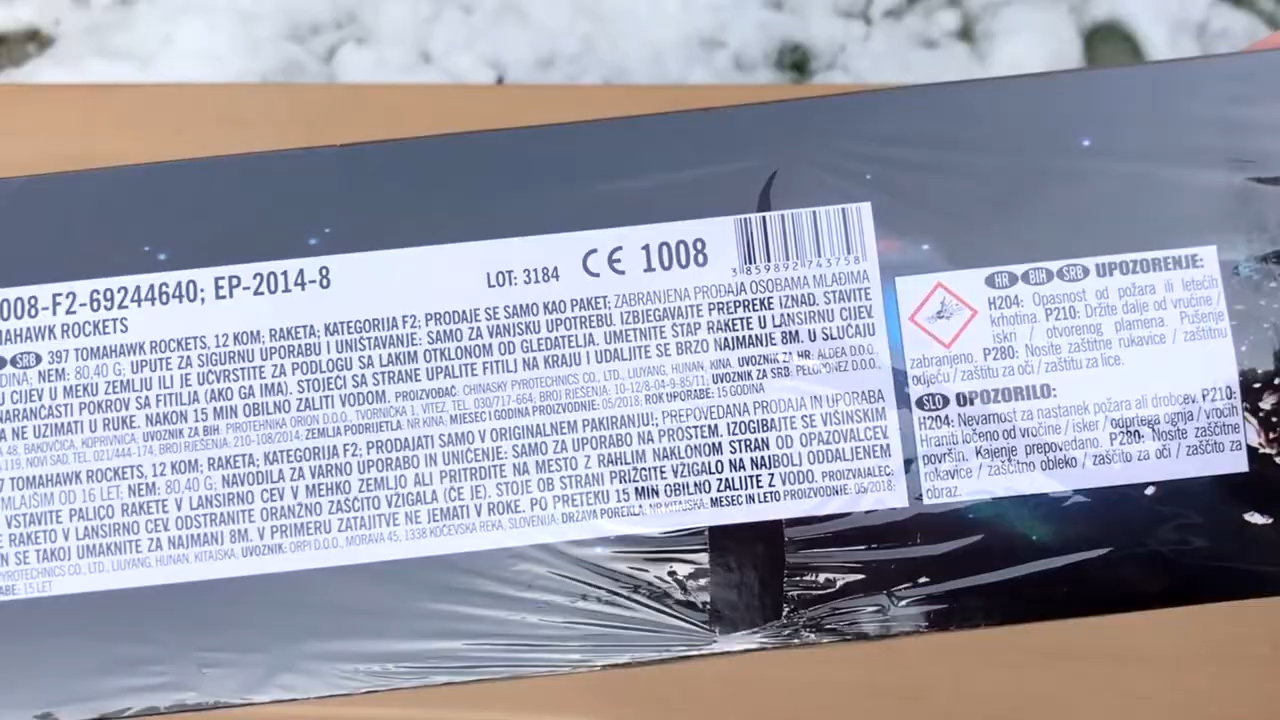 008-F2-69244640; EP-2014-8
LOT: 3184
CE 1008
3 859892 743758
MAHAWK ROCKETS
SRB 397 TOMAHAWK ROCKETS, 12 KOM; RAKETA; KATEGORIJA F2; PRODAJE SE SAMO KAO PAKET; ZABRANJENA PRODAJA OSOBAMA MLAĐIMA
DINA; NEM: 80,40 G; UPUTE ZA SIGURNU UPORABU I UNIŠTAVANJE: SAMO ZA VANJSKU UPOTREBU. IZBJEGAVAJTE PREPREKE IZNAD. STAVITE
U CIJEV U MEKU ZEMLJU ILI JE UČVRSTITE ZA PODLOGU SA LAKIM OTKLONOM OD GLEDATELJA. UMETNITE ŠTAP RAKETE U LANSIRNU CIJEV.
NARANČASTI POKROV SA FITILJA (AKO GA IMA). STOJEĆI SA STRANE UPALITE FITILJ NA KRAJU I UDALJITE SE BRZO NAJMANJE 8M. U SLUČAJU
A NE UZIMATI U RUKE. NAKON 15 MIN OBILNO ZALITI VODOM. PROIZVOĐAČ: CHINASKY PYROTECHNICS CO., LTD., LIUYANG, HUNAN, KINA. UVOZNIK ZA HR: ALDEA D.O.O.,
A 48, BAKOVČICA, KOPRIVNICA; UVOZNIK ZA BIH: PIROTEHNIKA ORION D.O.O., TVORNIČKA 1, VITEZ, TEL. 030/717-664; BROJ RJEŠENJA: 10-12/8-04-9-85/11; UVOZNIK ZA SRB: PELOPONEZ D.O.O.,
119, NOVI SAD, TEL. 021/444-174; BROJ RJEŠENJA: 210-108/2014; ZEMLJA PODRIJETLA: NR KINA; MJESEC I GODINA PROIZVODNJE: 05/2018; ROK UPORABE: 15 GODINA
7 TOMAHAWK ROCKETS, 12 KOM; RAKETA; KATEGORIJA F2; PRODAJATI SAMO V ORIGINALNEM PAKIRANJU!; PREPOVEDANA PRODAJA IN UPORABA
MLAJŠIM OD 16 LET; NEM: 80,40 G; NAVODILA ZA VARNO UPORABO IN UNIČENJE: SAMO ZA UPORABO NA PROSTEM. IZOGIBAJTE SE VIŠINSKIM
VSTAVITE PALICO RAKETE V LANSIRNO CEV V MEHKO ZEMLJO ALI PRITRDITE NA MESTO Z RAHLIM NAKLONOM STRAN OD OPAZOVALCEV.
E RAKETO V LANSIRNO CEV. ODSTRANITE ORANŽNO ZAŠČITO VŽIGALA (ČE JE). STOJE OB STRANI PRIŽGITE VŽIGALO NA NAJBOLJ ODDALJENEM
N SE TAKOJ UMAKNITE ZA NAJMANJ 8M. V PRIMERU ZATAJITVE NE JEMATI V ROKE. PO PRETEKU 15 MIN OBILNO ZALIJTE Z VODO. PROIZVAJALEC:
PYROTECHNICS CO., LTD., LIUYANG, HUNAN, KITAJSKA; UVOZNIK: ORPI D.O.O., MORAVA 45, 1338 KOČEVSKA REKA, SLOVENIJA; DRŽAVA POREKLA: NR KITAJSKA; MESEC IN LETO PROIZVODNJE: 05/2018;
ABE: 15 LET
HR BIH SRB UPOZORENJE:
H204: Opasnost od požara ili letećih
krhotina. P210: Držite dalje od vrućine /
iskri / otvorenog plamena. Pušenje
zabranjeno. P280: Nosite zaštitne rukavice / zaštitnu
odjeću / zaštitu za oči / zaštitu za lice.
SLO OPOZORILO:
H204: Nevarnost za nastanek požara ali drobcev. P210:
Hraniti ločeno od vročine / isker / odprtega ognja / vročih
površin. Kajenje prepovedano. P280: Nosite zaščitne
rokavice / zaščitno obleko / zaščito za oči / zaščito za
obraz.